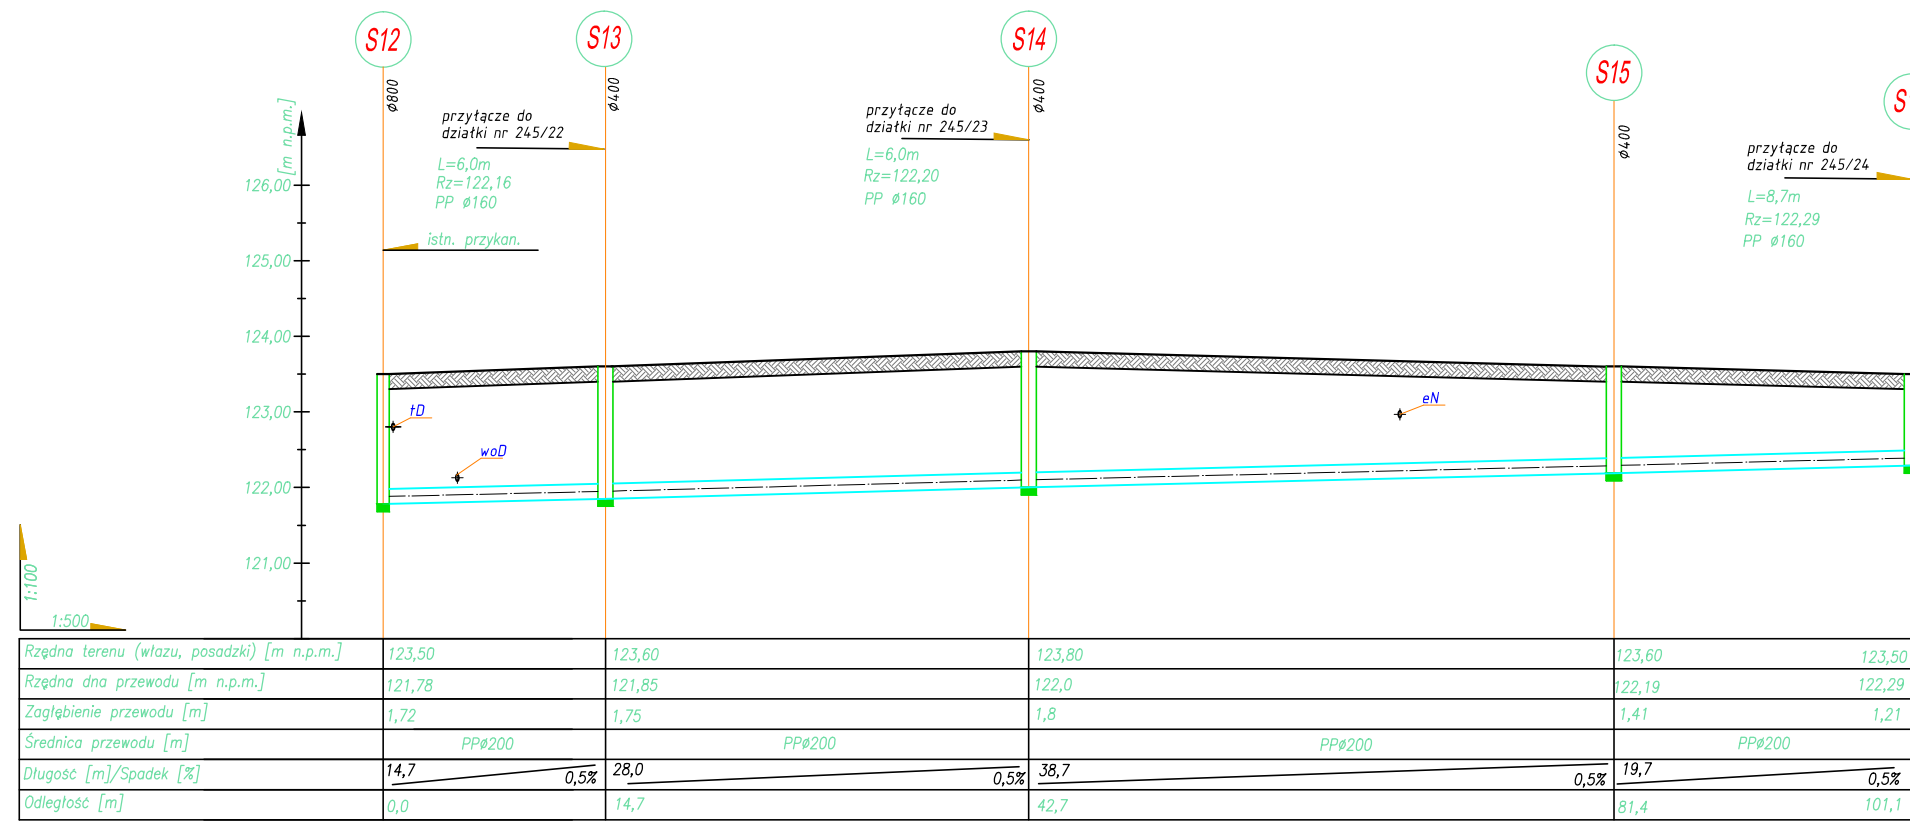 S12
S13
S14
S15
S
ø800
ø400
ø400
ø400
[m n.p.m.]
przyłącze do
działki nr 245/22
L=6,0m
Rz=122,16
PP ø160
istn. przykan.
przyłącze do
działki nr 245/23
L=6,0m
Rz=122,20
PP ø160
przyłącze do
działki nr 245/24
L=8,7m
Rz=122,29
PP ø160
126,00
125,00
124,00
123,00
122,00
121,00
tD
woD
eN
1:100
1:500
Rzędna terenu (włazu, posadzki) [m n.p.m.] 123,50 123,60 123,80 123,60 123,50
Rzędna dna przewodu [m n.p.m.] 121,78 121,85 122,0 122,19 122,29
Zagłębienie przewodu [m] 1,72 1,75 1,8 1,41 1,21
Średnica przewodu [m] PPø200 PPø200 PPø200 PPø200
Długość [m]/Spadek [%] 14,7 0,5% 28,0 0,5% 38,7 0,5% 19,7 0,5%
Odległość [m] 0,0 14,7 42,7 81,4 101,1